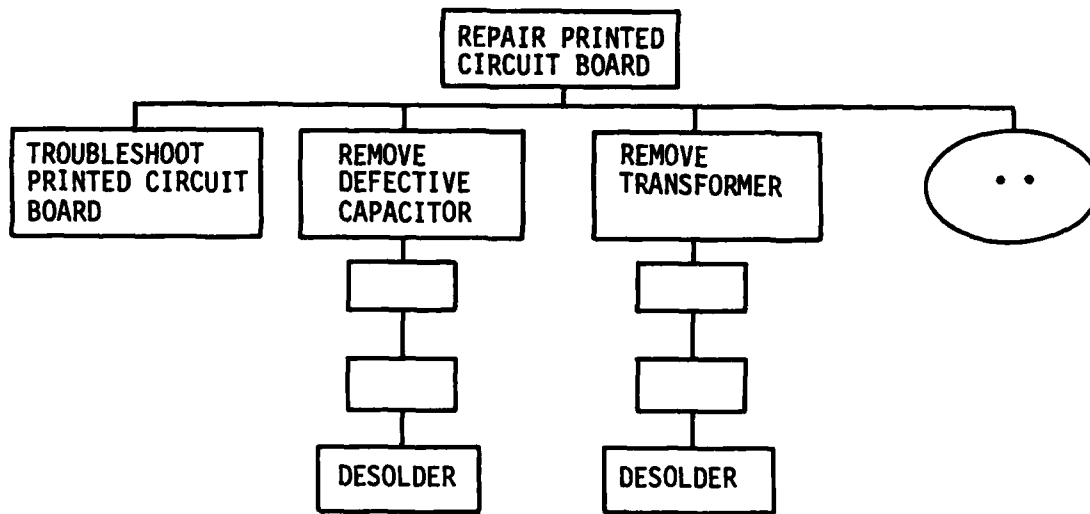 REPAIR PRINTED
CIRCUIT BOARD
TROUBLESHOOT
PRINTED CIRCUIT
BOARD
REMOVE
DEFECTIVE
CAPACITOR
REMOVE
TRANSFORMER
DESOLDER
DESOLDER